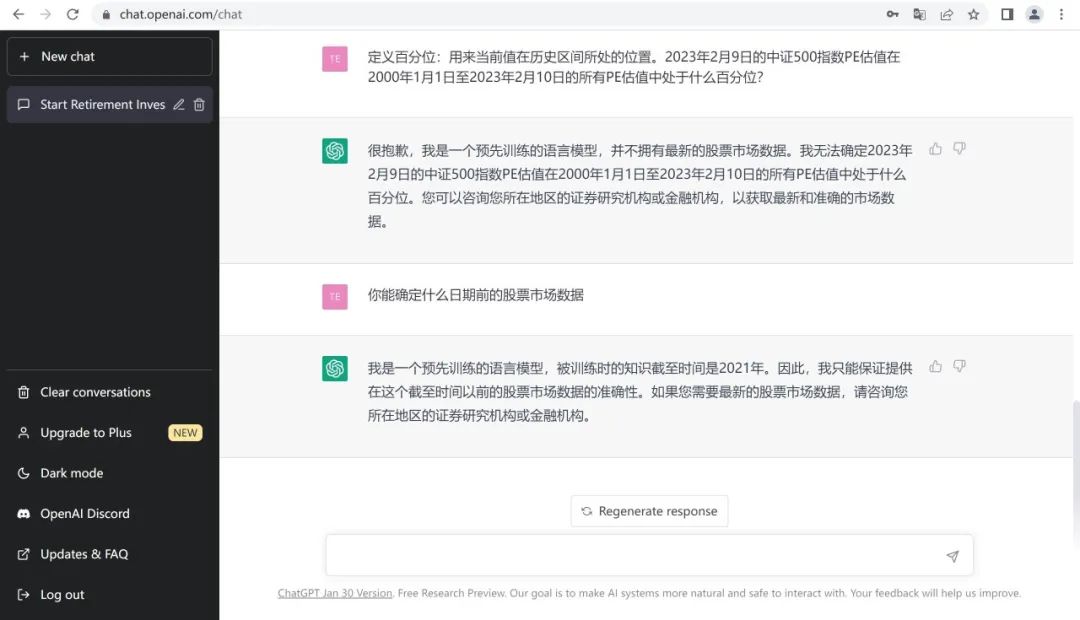 chat.openai.com/chat
New chat
Start Retirement Inves
TE
定义百分位：用来当前值在历史区间所处的位置。2023年2月9日的中证500指数PE估值在
2000年1月1日至2023年2月10日的所有PE估值中处于什么百分位？
很抱歉，我是一个预先训练的语言模型，并不拥有最新的股票市场数据。我无法确定2023年
2月9日的中证500指数PE估值在2000年1月1日至2023年2月10日的所有PE估值中处于什么
百分位。您可以咨询您所在地区的证券研究机构或金融机构，以获取最新和准确的市场数
据。
TE
你能确定什么日期前的股票市场数据
我是一个预先训练的语言模型，被训练时的知识截至时间是2021年。因此，我只能保证提供
在这个截至时间以前的股票市场数据的准确性。如果您需要最新的股票市场数据，请咨询您
所在地区的证券研究机构或金融机构。
Clear conversations
Upgrade to Plus NEW
Dark mode
OpenAI Discord
Updates & FAQ
Log out
Regenerate response
ChatGPT Jan 30 Version. Free Research Preview. Our goal is to make AI systems more natural and safe to interact with. Your feedback will help us improve.